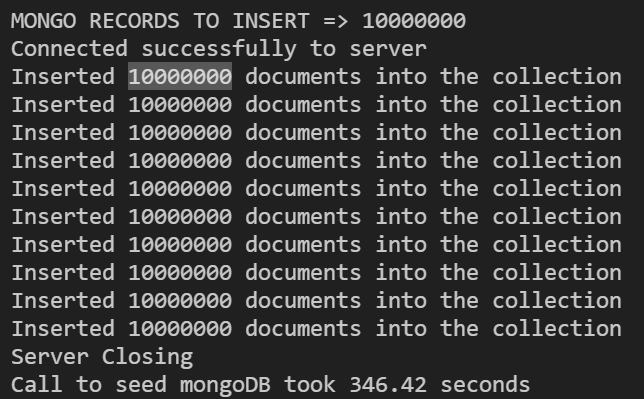 MONGO RECORDS TO INSERT => 10000000
Connected successfully to server
Inserted 10000000 documents into the collection
Inserted 10000000 documents into the collection
Inserted 10000000 documents into the collection
Inserted 10000000 documents into the collection
Inserted 10000000 documents into the collection
Inserted 10000000 documents into the collection
Inserted 10000000 documents into the collection
Inserted 10000000 documents into the collection
Inserted 10000000 documents into the collection
Inserted 10000000 documents into the collection
Server Closing
Call to seed mongoDB took 346.42 seconds